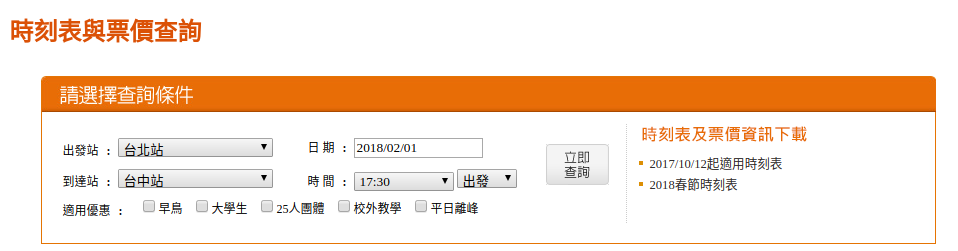 時刻表與票價查詢
請選擇查詢條件
出發站 : 台北站 日 期 : 2018/02/01
到達站 : 台中站 時 間 : 17:30 出發
適用優惠 : 早鳥 大學生 25人團體 校外教學 平日離峰
立即
查詢
時刻表及票價資訊下載
2017/10/12起適用時刻表
2018春節時刻表